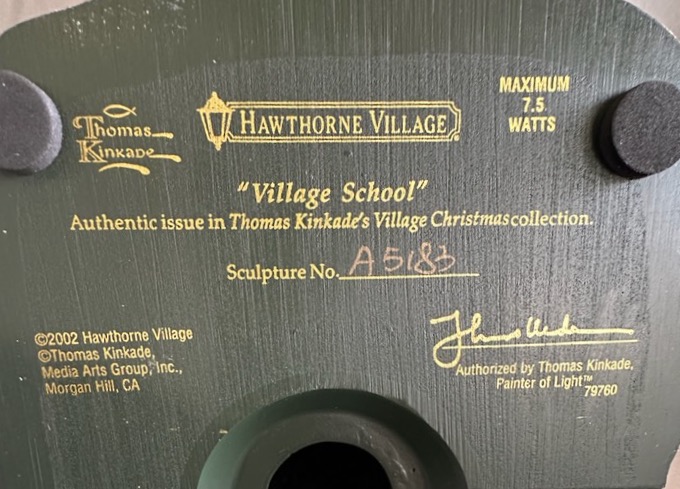 Thomas
Kinkade
HAWTHORNE VILLAGE
MAXIMUM
7.5
WATTS
"Village School"
Authentic issue in Thomas Kinkade's Village Christmas collection.
Sculpture No. A5183
©2002 Hawthorne Village
©Thomas Kinkade,
Media Arts Group, Inc.,
Morgan Hill, CA
Authorized by Thomas Kinkade,
Painter of Light™
79760